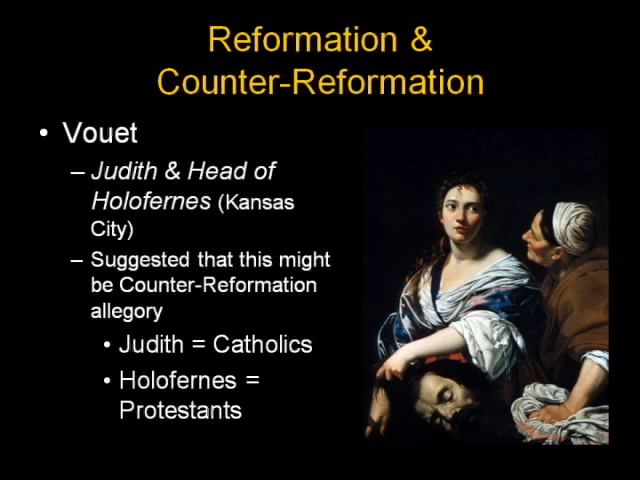 Reformation &
Counter-Reformation
• Vouet
– Judith & Head of
Holofernes (Kansas
City)
– Suggested that this might
be Counter-Reformation
allegory
• Judith = Catholics
• Holofernes =
Protestants